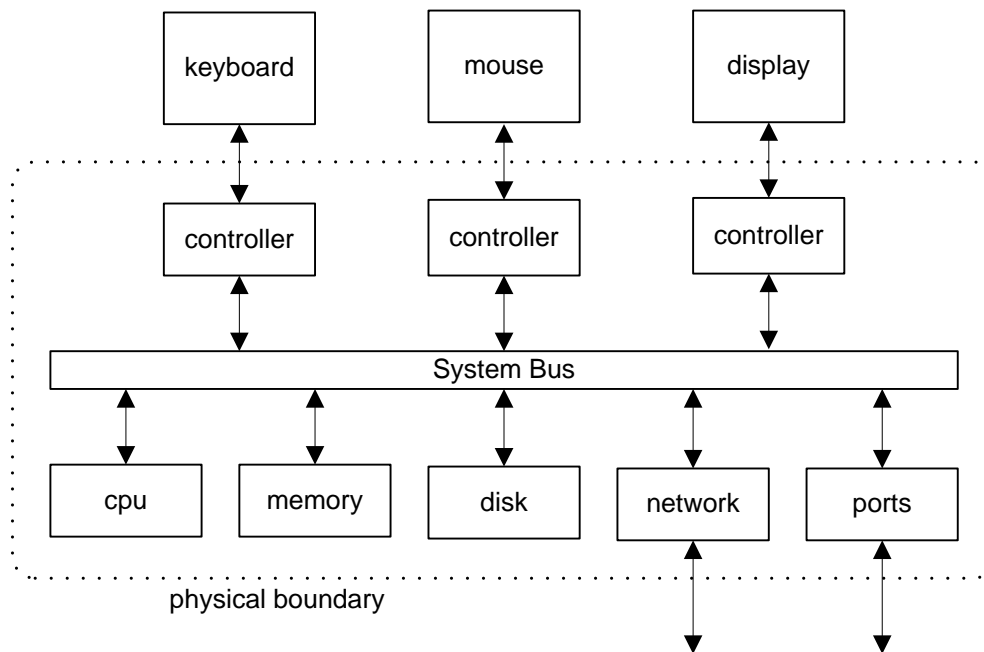 keyboard
mouse
display
controller
controller
controller
System Bus
cpu
memory
disk
network
ports
physical boundary